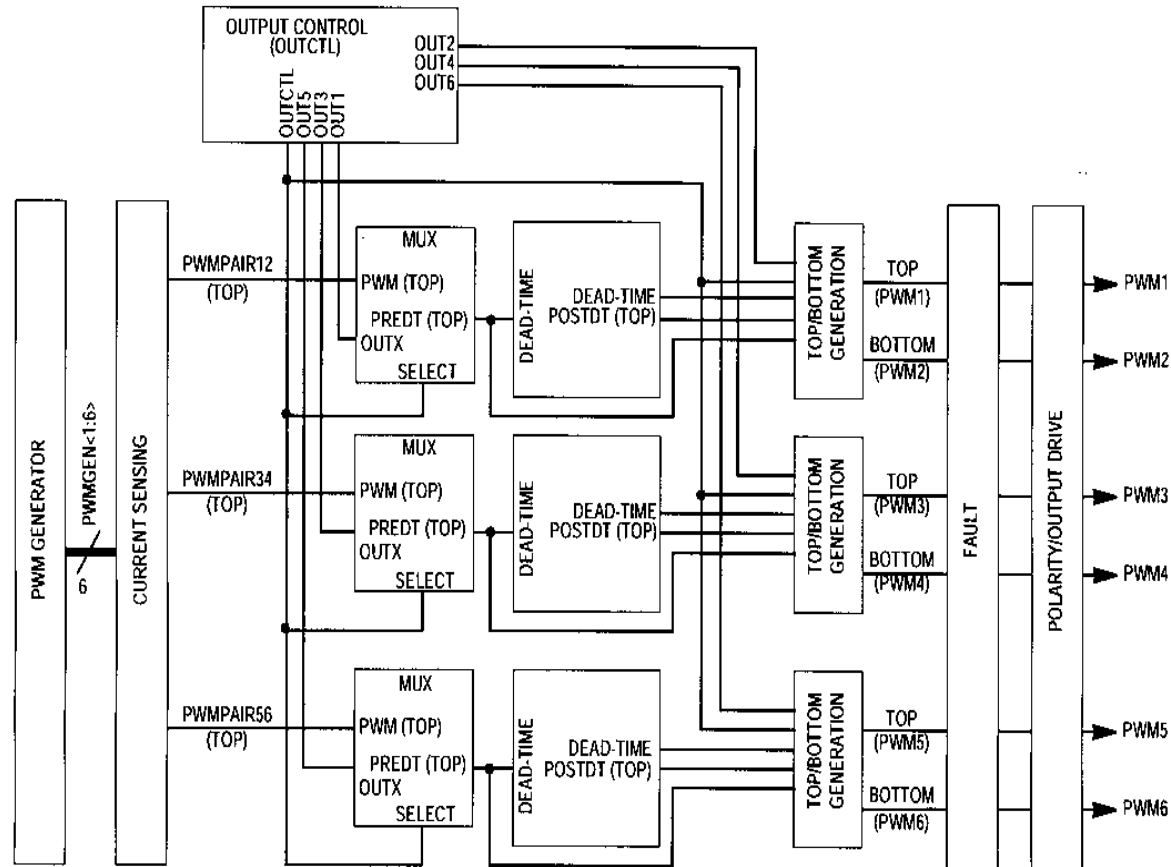 OUTPUT CONTROL
(OUTCTL)
OUT2
OUT4
OUT6
OUTCTL
OUT5
OUT3
OUT1
PWM GENERATOR
PWMGEN<1:6>
6
CURRENT SENSING
PWMPAIR12
(TOP)
MUX
PWM (TOP)
PREDT (TOP)
OUTX
SELECT
DEAD-TIME
DEAD-TIME
POSTDT (TOP)
TOP/BOTTOM
GENERATION
TOP
(PWM1)
BOTTOM
(PWM2)
PWMPAIR34
(TOP)
MUX
PWM (TOP)
PREDT (TOP)
OUTX
SELECT
DEAD-TIME
DEAD-TIME
POSTDT (TOP)
TOP/BOTTOM
GENERATION
TOP
(PWM3)
BOTTOM
(PWM4)
PWMPAIR56
(TOP)
MUX
PWM (TOP)
PREDT (TOP)
OUTX
SELECT
DEAD-TIME
DEAD-TIME
POSTDT (TOP)
TOP/BOTTOM
GENERATION
TOP
(PWM5)
BOTTOM
(PWM6)
FAULT
POLARITY/OUTPUT DRIVE
PWM1
PWM2
PWM3
PWM4
PWM5
PWM6